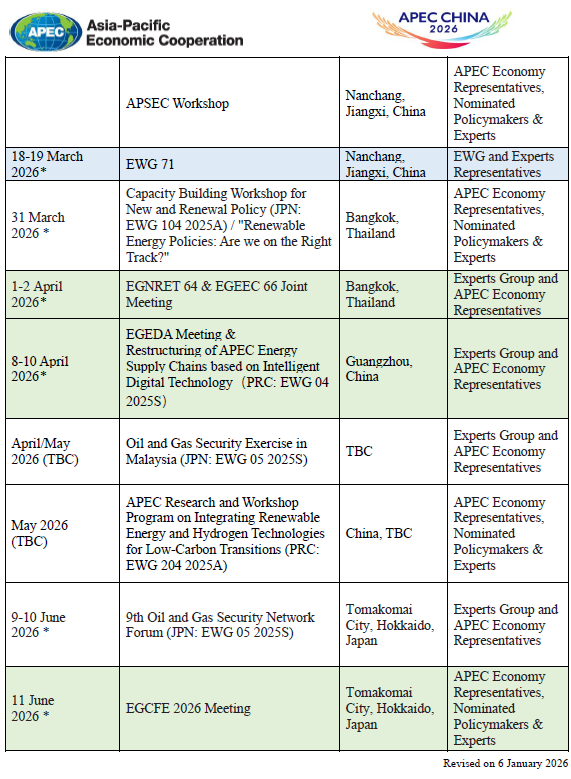 APEC
Asia-Pacific
Economic Cooperation
APEC CHINA
2026
APSEC Workshop
Nanchang,
Jiangxi, China
APEC Economy
Representatives,
Nominated
Policymakers &
Experts
18-19 March
2026*
EWG 71
Nanchang,
Jiangxi, China
EWG and Experts
Representatives
31 March
2026 *
Capacity Building Workshop for
New and Renewal Policy (JPN:
EWG 104 2025A) / "Renewable
Energy Policies: Are we on the Right
Track?"
Bangkok,
Thailand
APEC Economy
Representatives,
Nominated
Policymakers &
Experts
1-2 April
2026*
EGNRET 64 & EGEEC 66 Joint
Meeting
Bangkok,
Thailand
Experts Group and
APEC Economy
Representatives
8-10 April
2026*
EGEDA Meeting &
Restructuring of APEC Energy
Supply Chains based on Intelligent
Digital Technology（PRC: EWG 04
2025S）
Guangzhou,
China
Experts Group and
APEC Economy
Representatives
April/May
2026 (TBC)
Oil and Gas Security Exercise in
Malaysia (JPN: EWG 05 2025S)
TBC
Experts Group and
APEC Economy
Representatives
May 2026
(TBC)
APEC Research and Workshop
Program on Integrating Renewable
Energy and Hydrogen Technologies
for Low-Carbon Transitions (PRC:
EWG 204 2025A)
China, TBC
APEC Economy
Representatives,
Nominated
Policymakers &
Experts
9-10 June
2026 *
9th Oil and Gas Security Network
Forum (JPN: EWG 05 2025S)
Tomakomai
City, Hokkaido,
Japan
Experts Group and
APEC Economy
Representatives
11 June
2026 *
EGCFE 2026 Meeting
Tomakomai
City, Hokkaido,
Japan
APEC Economy
Representatives,
Nominated
Policymakers &
Experts
Revised on 6 January 2026